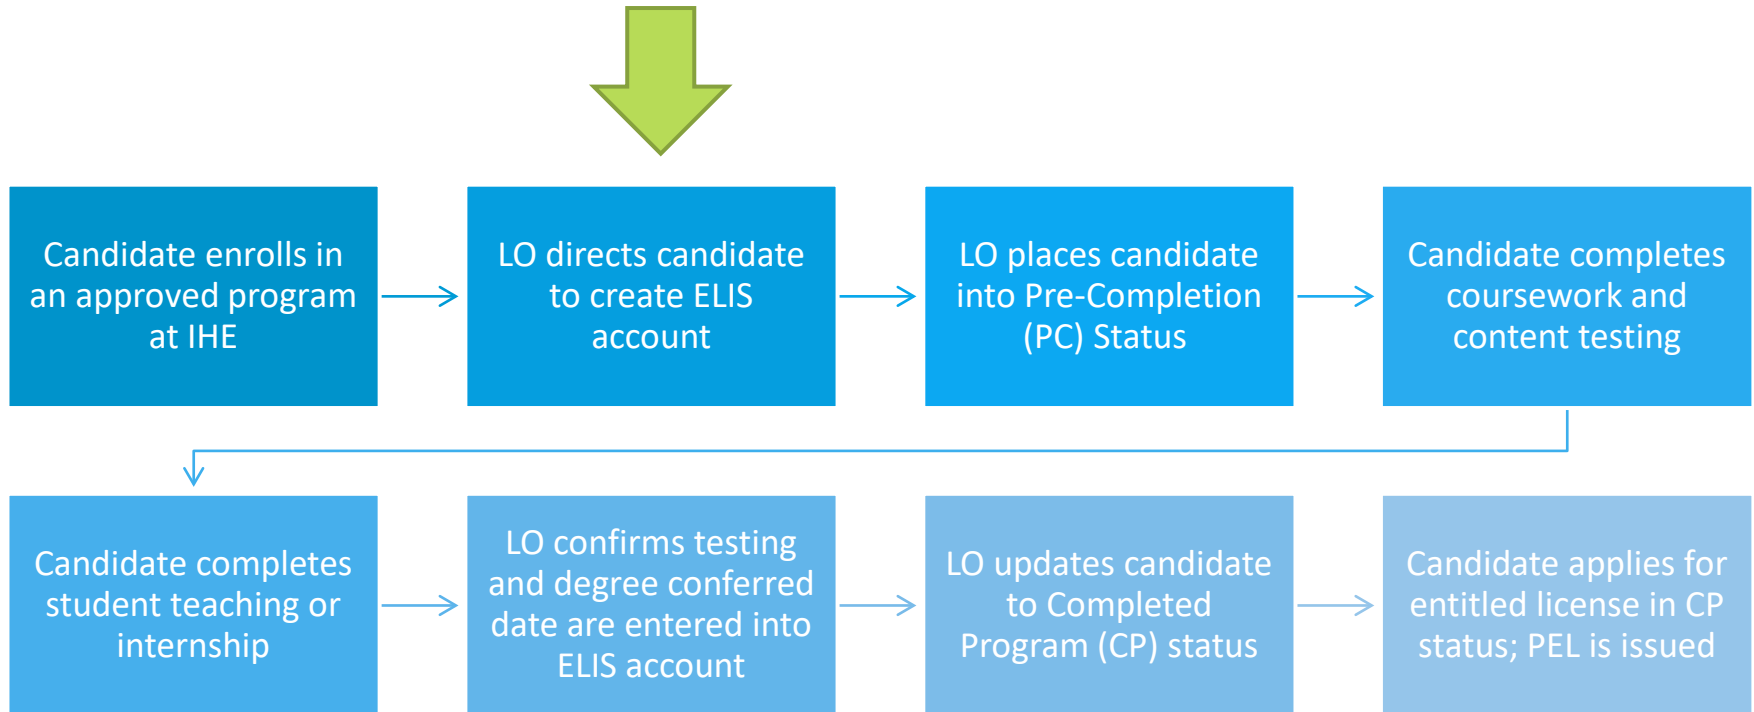 Candidate enrolls in
an approved program
at IHE
LO directs candidate
to create ELIS
account
LO places candidate
into Pre-Completion
(PC) Status
Candidate completes
coursework and
content testing
Candidate completes
student teaching or
internship
LO confirms testing
and degree conferred
date are entered into
ELIS account
LO updates candidate
to Completed
Program (CP) status
Candidate applies for
entitled license in CP
status; PEL is issued